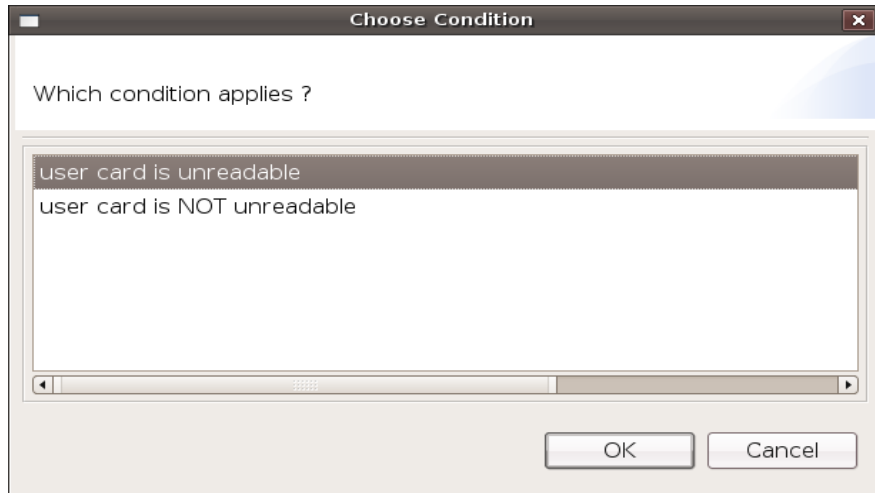 Choose Condition
Which condition applies ?
user card is unreadable
user card is NOT unreadable
OK Cancel